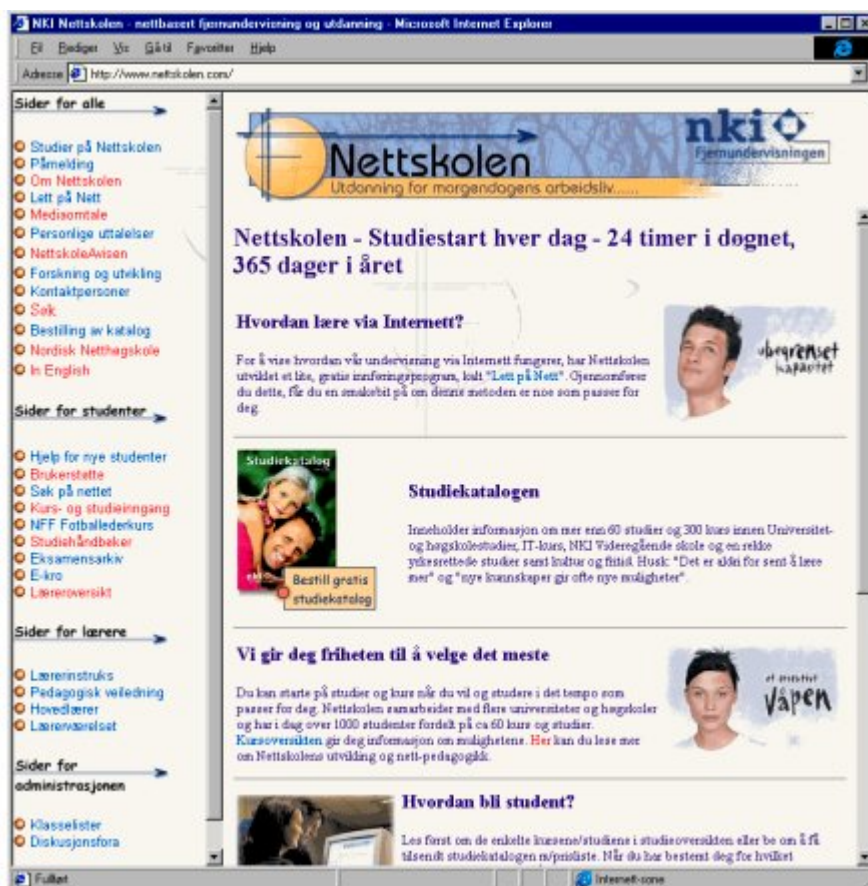 NKI Nettskolen - nettbasert fjernundervisning og utdanning - Microsoft Internet Explorer
Fil Rediger Vis Gå til Favoritter Hjelp
Adresse http://www.nettskolen.com/
Sider for alle
Studier på Nettskolen
Påmelding
Om Nettskolen
Lett på Nett
Mediaomtale
Personlige uttalelser
NettskoleAvisen
Forskning og utvikling
Kontaktpersoner
Søk
Bestilling av katalog
Nordisk Netthøgskole
In English
Sider for studenter
Hjelp for nye studenter
Brukerstøtte
Søk på nettet
Kurs- og studieinngang
NFF Fotballederkurs
Studiehåndbøker
Eksamensarkiv
E-kro
Læreroversikt
Sider for lærere
Lærerinstruks
Pedagogisk veiledning
Hovedlærer
Lærerværelset
Sider for
administrasjonen
Klasselister
Diskusjonsfora
nki
Fjernundervisningen
Nettskolen
Utdanning for morgendagens arbeidsliv......
Nettskolen - Studiestart hver dag - 24 timer i døgnet,
365 dager i året
Hvordan lære via Internett?
For å vise hvordan vår undervisning via Internett fungerer, har Nettskolen
utviklet et lite, gratis innføringsprogram, kalt "Lett på Nett". Gjennomfører
du dette, får du en smakebit på om denne metoden er noe som passer for
deg.
ubegrenset
kapasitet
Studiekatalog
Bestill gratis
studiekatalog
Studiekatalogen
Inneholder informasjon om mer enn 60 studier og 300 kurs innen Universitet-
og høgskolestudier, IT-kurs, NKI Videregående skole og en rekke
yrkesrettede studier samt kultur og fritid. Husk: "Det er aldri for sent å lære
mer" og "nye kunnskaper gir ofte nye muligheter".
Vi gir deg friheten til å velge det meste
Du kan starte på studier og kurs når du vil og studere i det tempo som
passer for deg. Nettskolen samarbeider med flere universiteter og høgskoler
og har i dag over 1000 studenter fordelt på ca 60 kurs og studier.
Kursoversikten gir deg informasjon om mulighetene. Her kan du lese mer
om Nettskolens utvikling og nett-pedagogikk.
våpen
Hvordan bli student?
Les først om de enkelte kursene/studiene i studieoversikten eller be om å få
tilsendt studiekatalogen m/prisliste. Når du har bestemt deg for hvilket
Fullført
Internett-sone